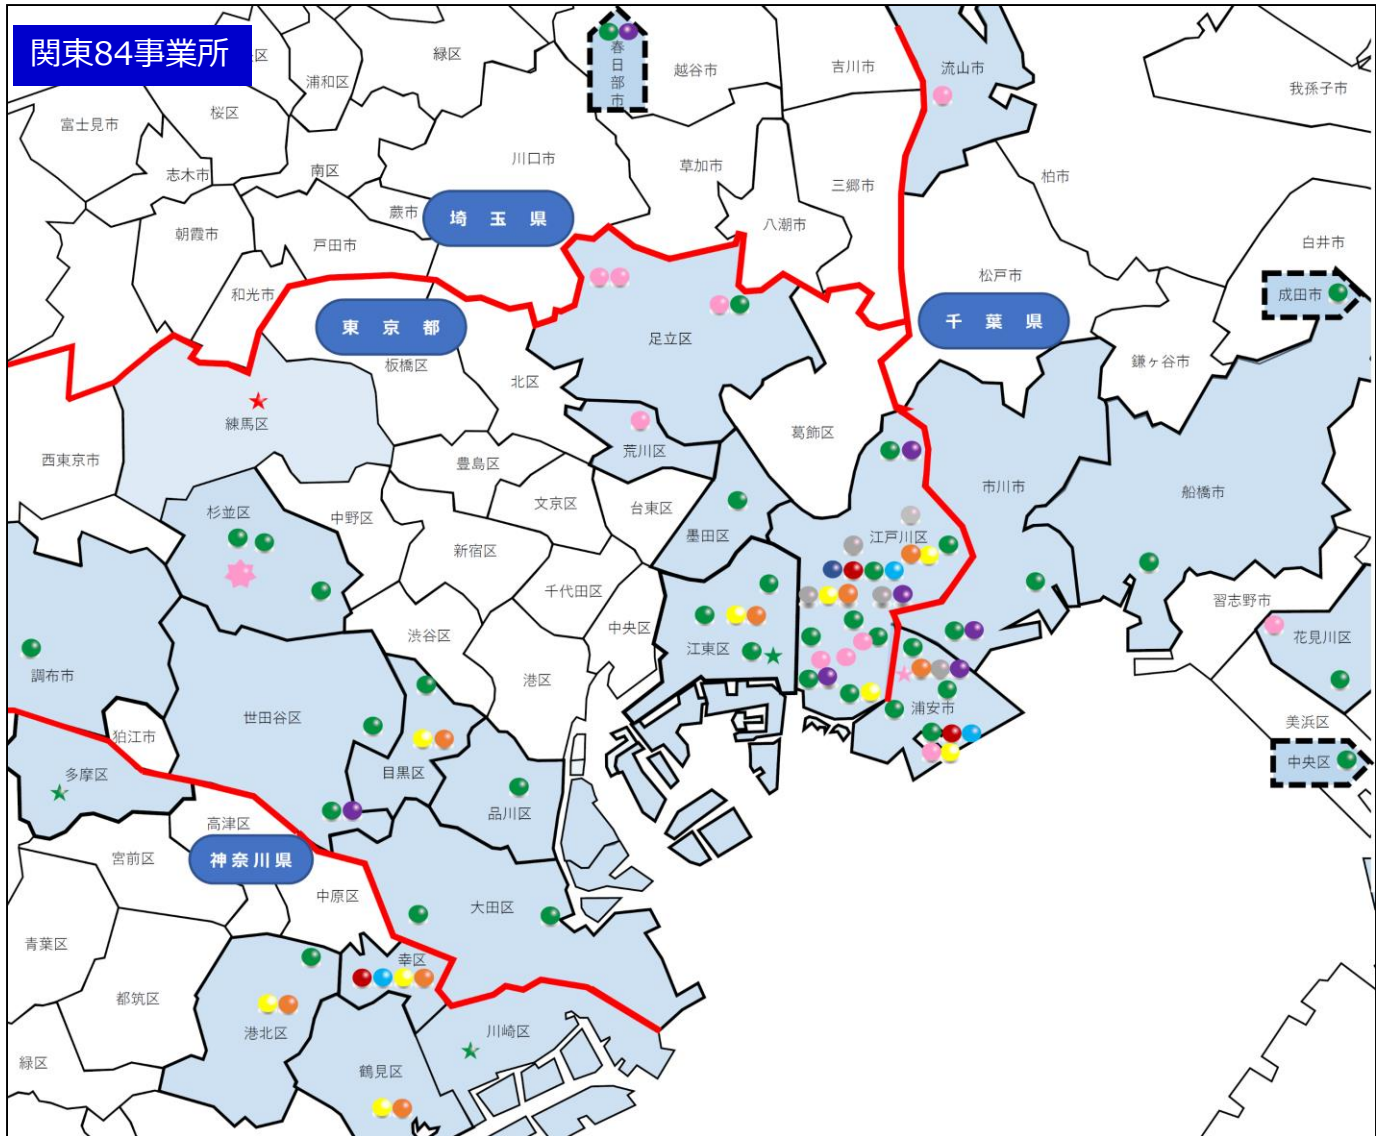 関東84事業所
区
緑区
春日部市
越谷市
吉川市
流山市
我孫子市
浦和区
桜区
富士見市
志木市
南区
川口市
草加市
三郷市
柏市
蕨市
八潮市
朝霞市
戸田市
埼玉県
白井市
和光市
松戸市
成田市
東京都
千葉県
足立区
板橋区
北区
鎌ヶ谷市
練馬区
荒川区
葛飾区
西東京市
豊島区
文京区
台東区
市川市
船橋市
杉並区
中野区
新宿区
墨田区
江戸川区
千代田区
習志野市
渋谷区
中央区
江東区
花見川区
調布市
港区
世田谷区
浦安市
美浜区
狛江市
多摩区
目黒区
中央区
品川区
高津区
宮前区
神奈川県
中原区
大田区
青葉区
幸区
都筑区
港北区
川崎区
緑区
鶴見区